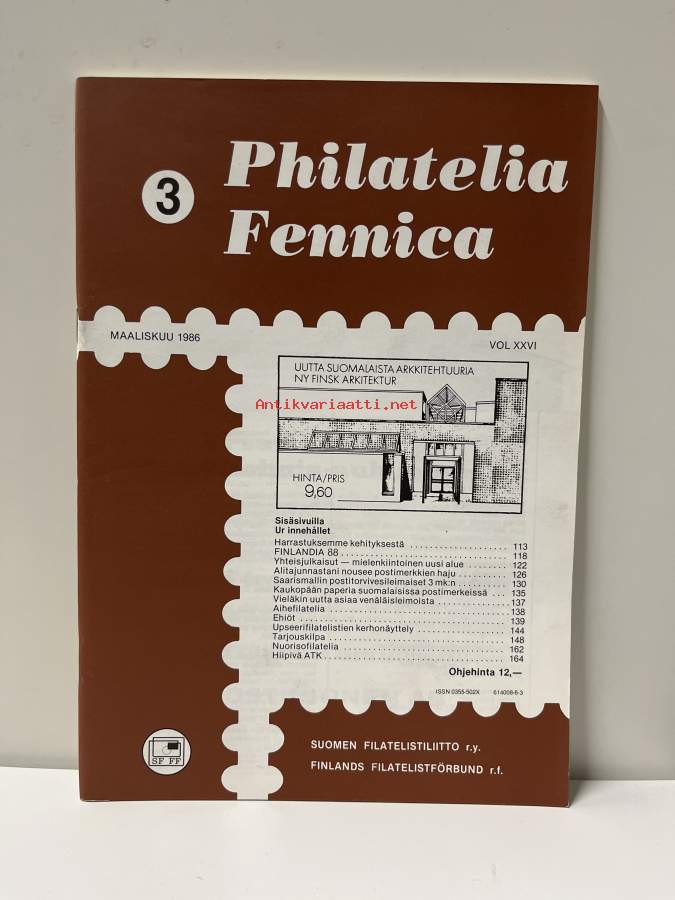 3
Philatelia
Fennica
MAALISKUU 1986
VOL XXVI
UUTTA SUOMALAISTA ARKKITEHTUURIA
NY FINSK ARKITEKTUR
Antikvariaatti.net
HINTA/PRIS
9,60
Sisäsivuilla
Ur innehållet
Harrastuksemme kehityksestä .................... 113
FINLANDIA 88 .................... 118
Yhteisjulkaisut — mielenkiintoinen uusi alue ........ 122
Alitajunnastani nousee postimerkkien haju ........ 126
Saarismallin postitorvivesileimaiset 3 mk:n ........ 130
Kaukopään paperia suomalaisissa postimerkeissä ... 135
Vieläkin uutta asiaa venäläisleimoista ............ 137
Aihefilatelia .................... 138
Ehiöt .................... 139
Upseerifilatelistien kerhonäyttely .................... 144
Tarjouskilpa .................... 148
Nuorisofilatelia .................... 162
Hiipivä ATK .................... 164
Ohjehinta 12,—
ISSN 0355-502X 614008-6-3
SF FF
SUOMEN FILATELISTILIITTO r.y.
FINLANDS FILATELISTFÖRBUND r.f.